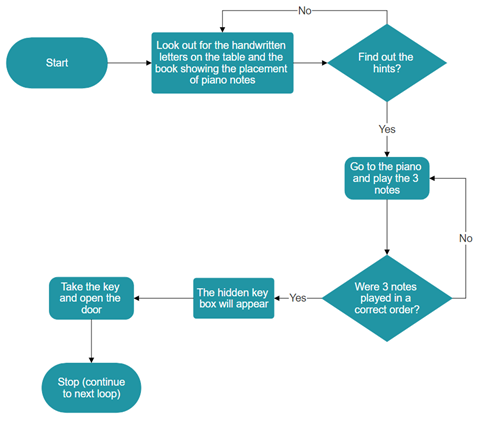 No
Start
Look out for the handwritten
letters on the table and the
book showing the placement
of piano notes
Find out the
hints?
Yes
Go to the piano
and play the 3
notes
No
Were 3 notes
played in a
correct order?
Yes
The hidden key
box will appear
Take the key
and open the
door
Stop (continue
to next loop)